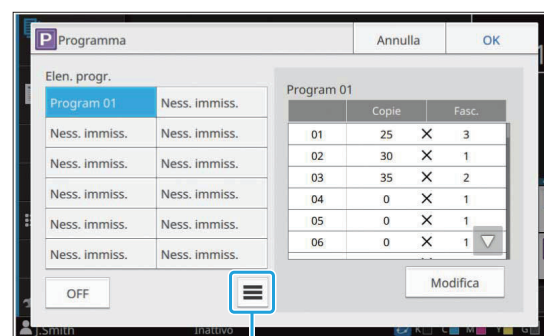 P Programma Annulla OK
Elen. progr.
Program 01 Ness. immiss.
Ness. immiss. Ness. immiss.
Ness. immiss. Ness. immiss.
Ness. immiss. Ness. immiss.
Ness. immiss. Ness. immiss.
Ness. immiss. Ness. immiss.
OFF
Program 01
Copie Fasc.
01 25 × 3
02 30 × 1
03 35 × 2
04 0 × 1
05 0 × 1
06 0 × 1
Modifica
J.Smith Inattivo K C M Y G